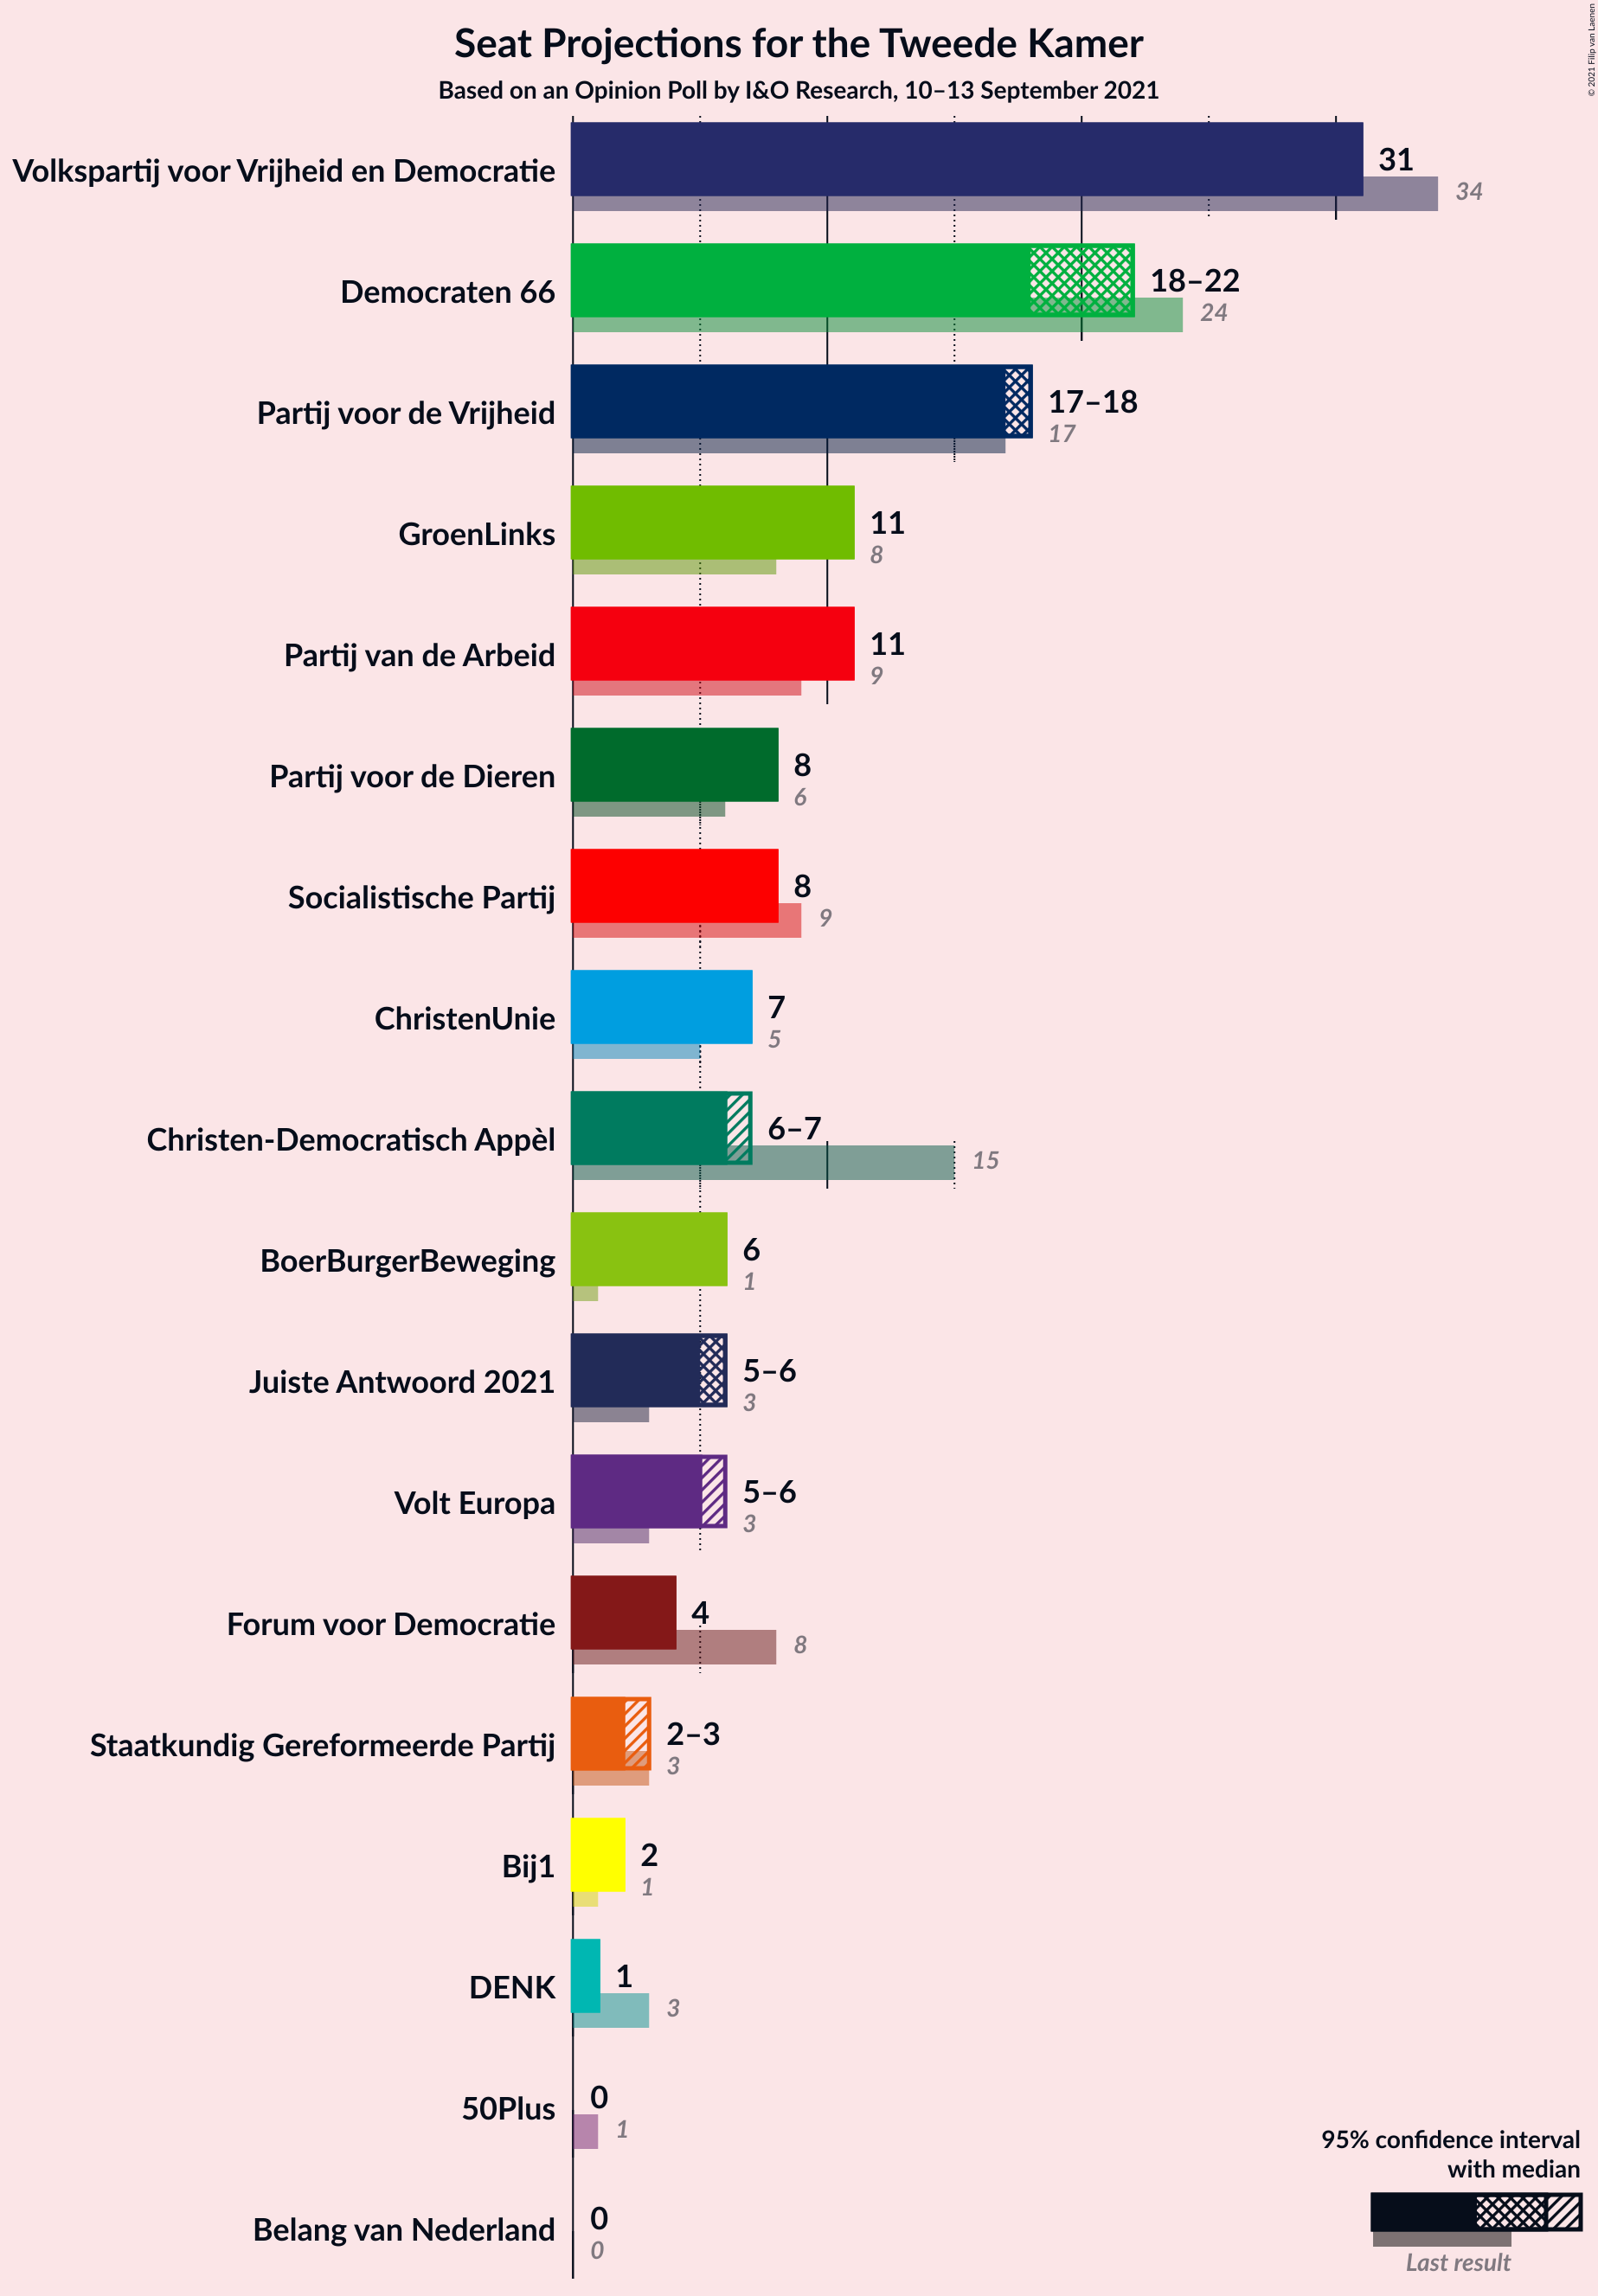 Seat Projections for the Tweede Kamer
Based on an Opinion Poll by I&O Research, 10–13 September 2021
© 2021 Filip van Laenen
Volkspartij voor Vrijheid en Democratie
31
34
Democraten 66
18–22
24
Partij voor de Vrijheid
17–18
17
GroenLinks
11
8
Partij van de Arbeid
11
9
Partij voor de Dieren
8
6
Socialistische Partij
8
9
ChristenUnie
7
5
Christen-Democratisch Appèl
6–7
15
BoerBurgerBeweging
6
1
Juiste Antwoord 2021
5–6
3
Volt Europa
5–6
3
Forum voor Democratie
4
8
Staatkundig Gereformeerde Partij
2–3
3
Bij1
2
1
DENK
1
3
50Plus
0
1
Belang van Nederland
0
0
95% confidence interval
with median
Last result